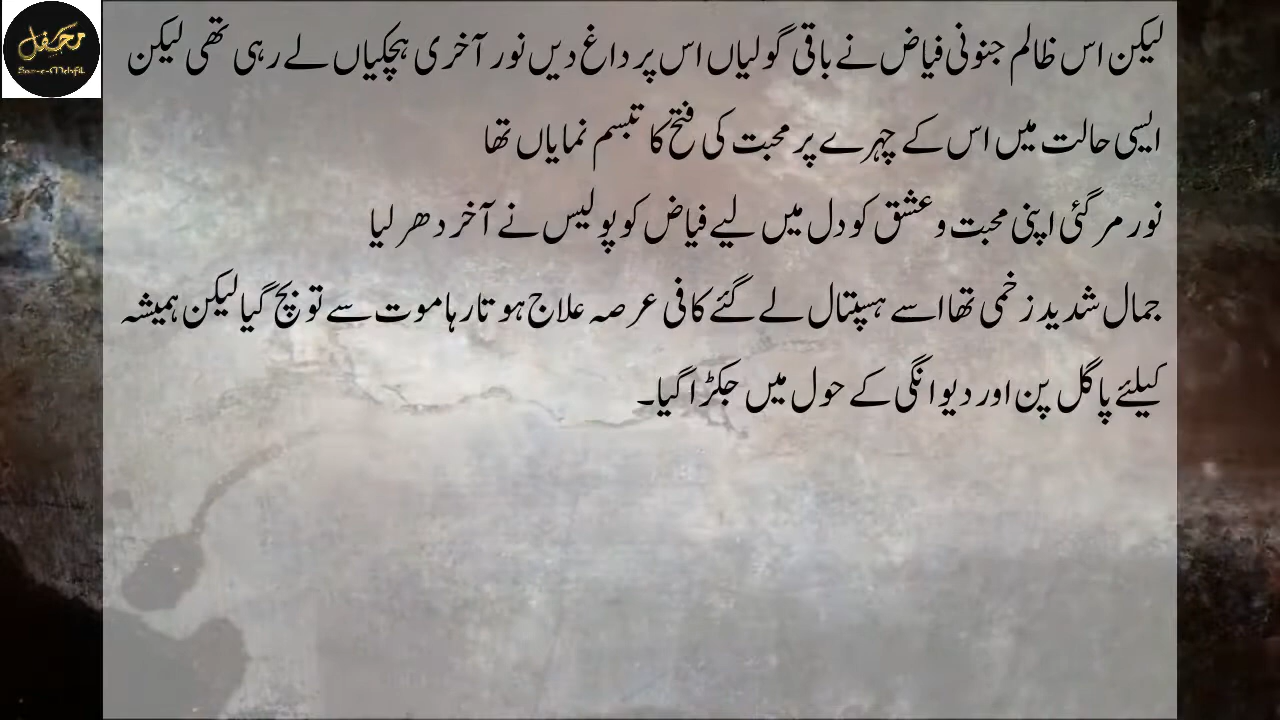 محفل
Bazm-e-Mehfil
لیکن اس ظالم جنونی فیاض نے باقی گولیاں اس پر داغ دیں نور آخری ہچکیاں لے رہی تھی لیکن
ایسی حالت میں اس کے چہرے پر محبت کی فتح کا تبسم نمایاں تھا
نور مرگئی اپنی محبت و عشق کو دل میں لیے فیاض کو پولیس نے آخر دھر لیا
جمال شدید زخمی تھا اسے ہسپتال لے گئے کافی عرصہ علاج ہوتا رہا موت سے تو بچ گیا لیکن ہمیشہ
کیلئے پاگل پن اور دیوانگی کے حول میں جکڑا گیا۔